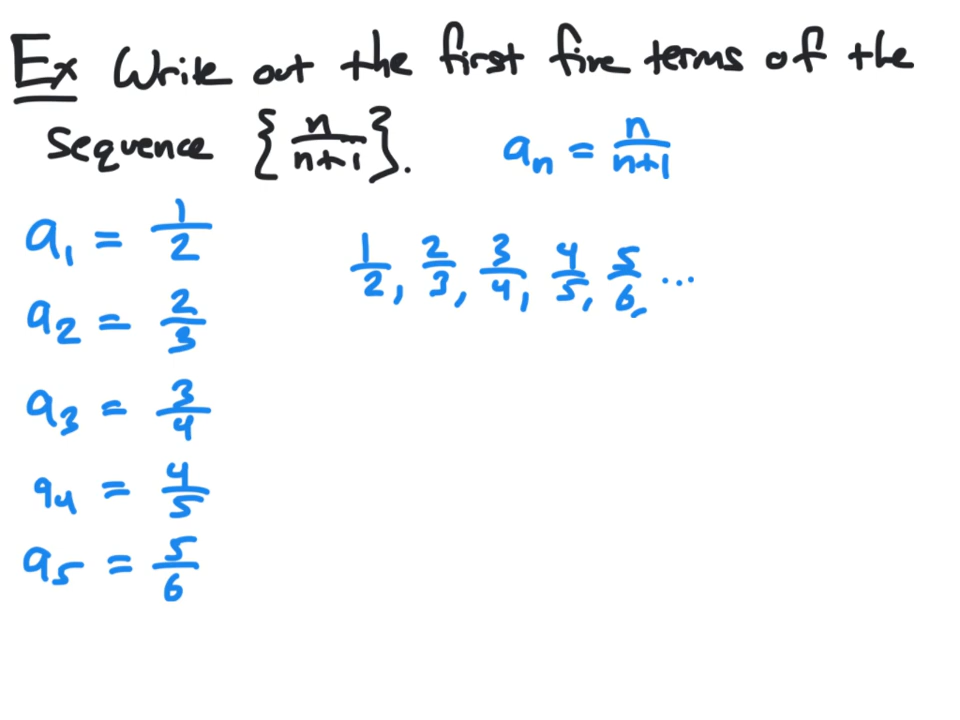 Ex Write out the first five terms of the
sequence {n/(n+1)}. aₙ = n/(n+1)
a₁ = 1/2
1/2, 2/3, 3/4, 4/5, 5/6, ...
a₂ = 2/3
a₃ = 3/4
a₄ = 4/5
a₅ = 5/6